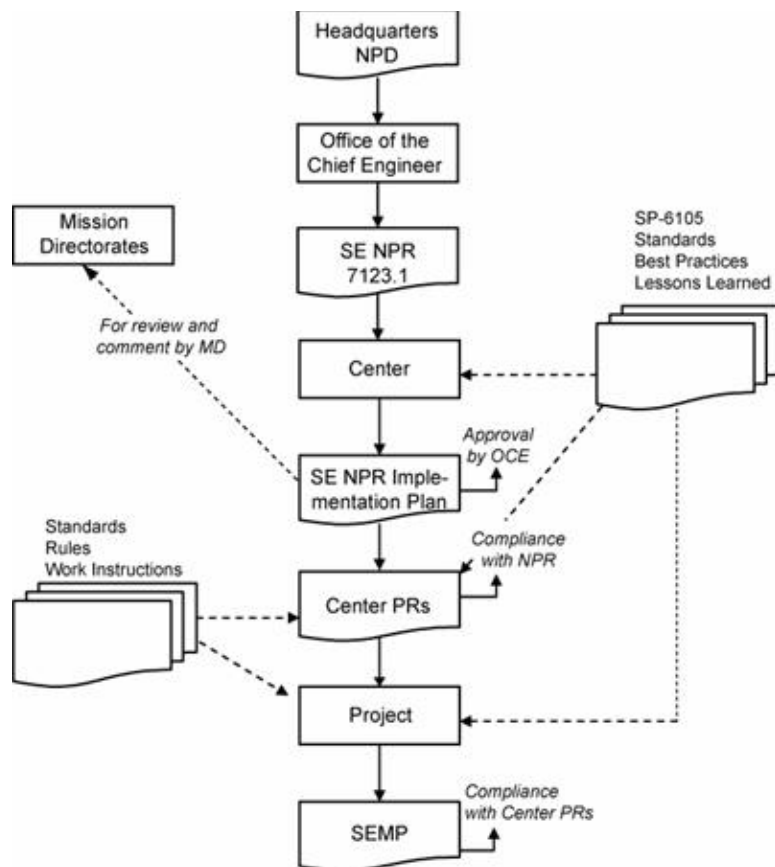 Headquarters
NPD
Office of the
Chief Engineer
Mission
Directorates
SE NPR
7123.1
SP-6105
Standards
Best Practices
Lessons Learned
For review and
comment by MD
Center
Approval
by OCE
SE NPR Imple-
mentation Plan
Standards
Rules
Work Instructions
Compliance
with NPR
Center PRs
Project
Compliance
with Center PRs
SEMP